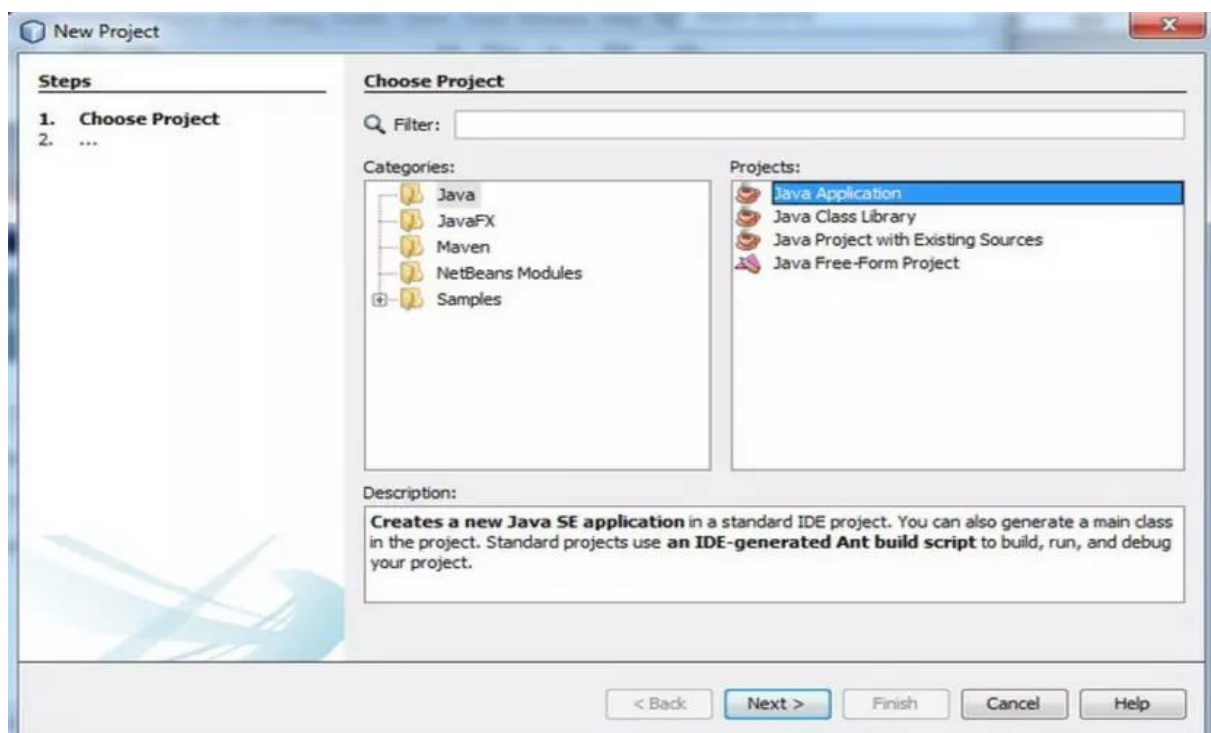 New Project
Steps
1. Choose Project
2. ...
Choose Project
Filter:
Categories:
Java
JavaFX
Maven
NetBeans Modules
Samples
Projects:
Java Application
Java Class Library
Java Project with Existing Sources
Java Free-Form Project
Description:
Creates a new Java SE application in a standard IDE project. You can also generate a main class
in the project. Standard projects use an IDE-generated Ant build script to build, run, and debug
your project.
< Back Next > Finish Cancel Help